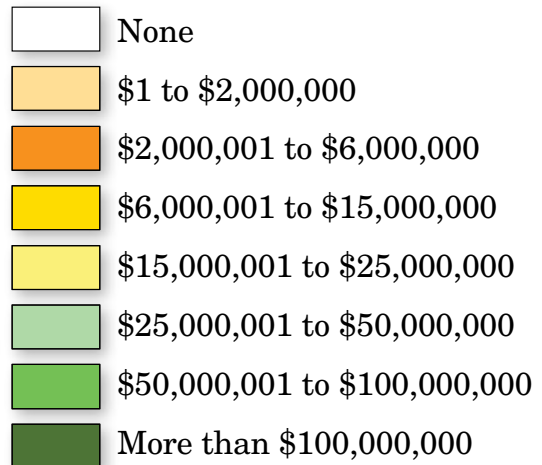 None
$1 to $2,000,000
$2,000,001 to $6,000,000
$6,000,001 to $15,000,000
$15,000,001 to $25,000,000
$25,000,001 to $50,000,000
$50,000,001 to $100,000,000
More than $100,000,000